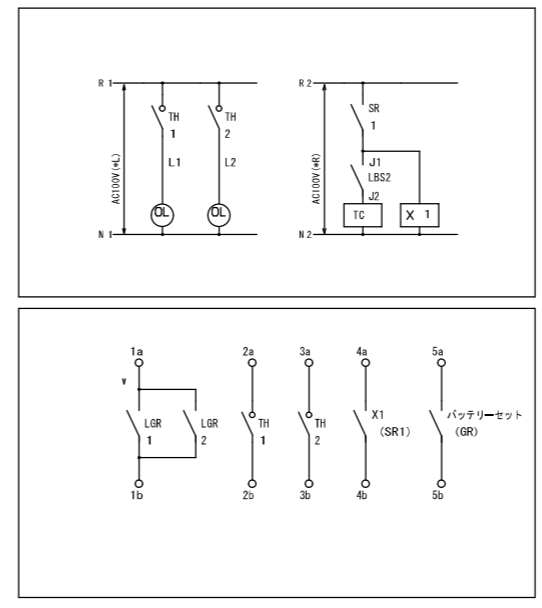 R 1
AC100V(*L)
TH
1
L1
OL
TH
2
L2
OL
N 1
R 2
AC100V(*R)
SR
1
J1
LBS2
J2
TC
X 1
N 2
1a
V
LGR
1
LGR
2
1b
2a
TH
1
2b
3a
TH
2
3b
4a
X1
(SR1)
4b
5a
バッテリーセット
(GR)
5b